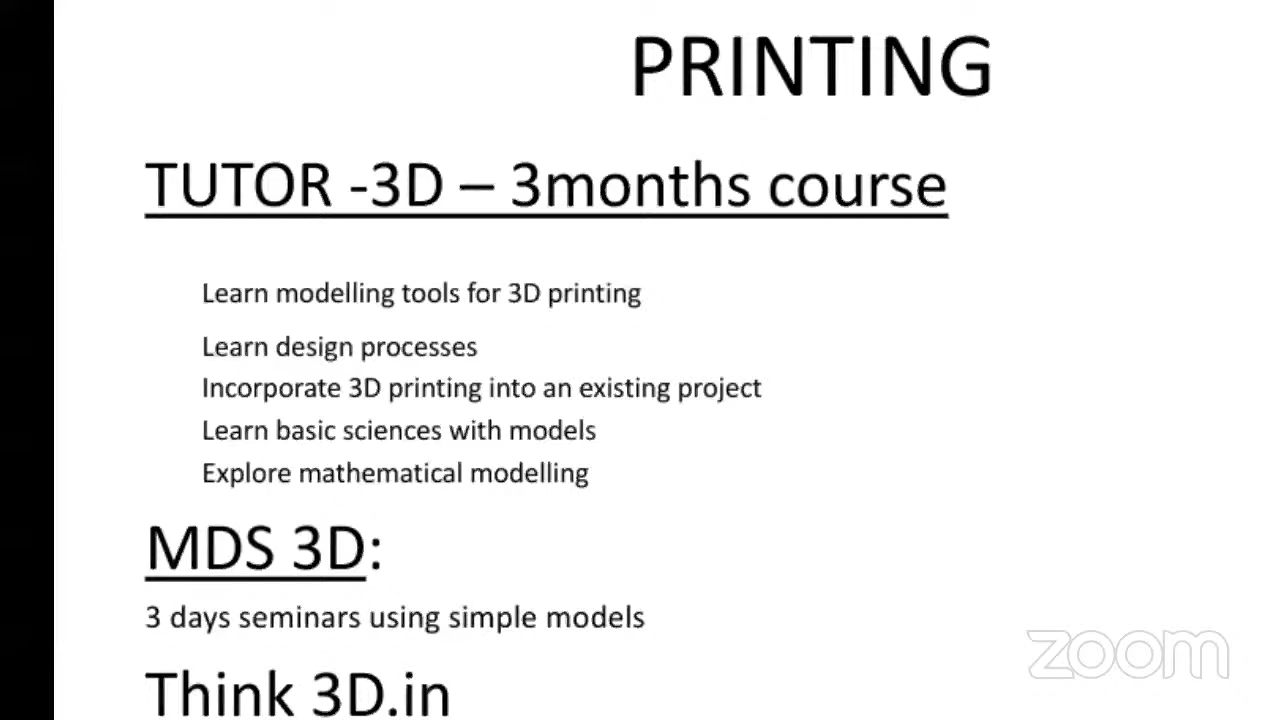 PRINTING
TUTOR -3D – 3months course
Learn modelling tools for 3D printing
Learn design processes
Incorporate 3D printing into an existing project
Learn basic sciences with models
Explore mathematical modelling
MDS 3D:
3 days seminars using simple models
zoom
Think 3D.in